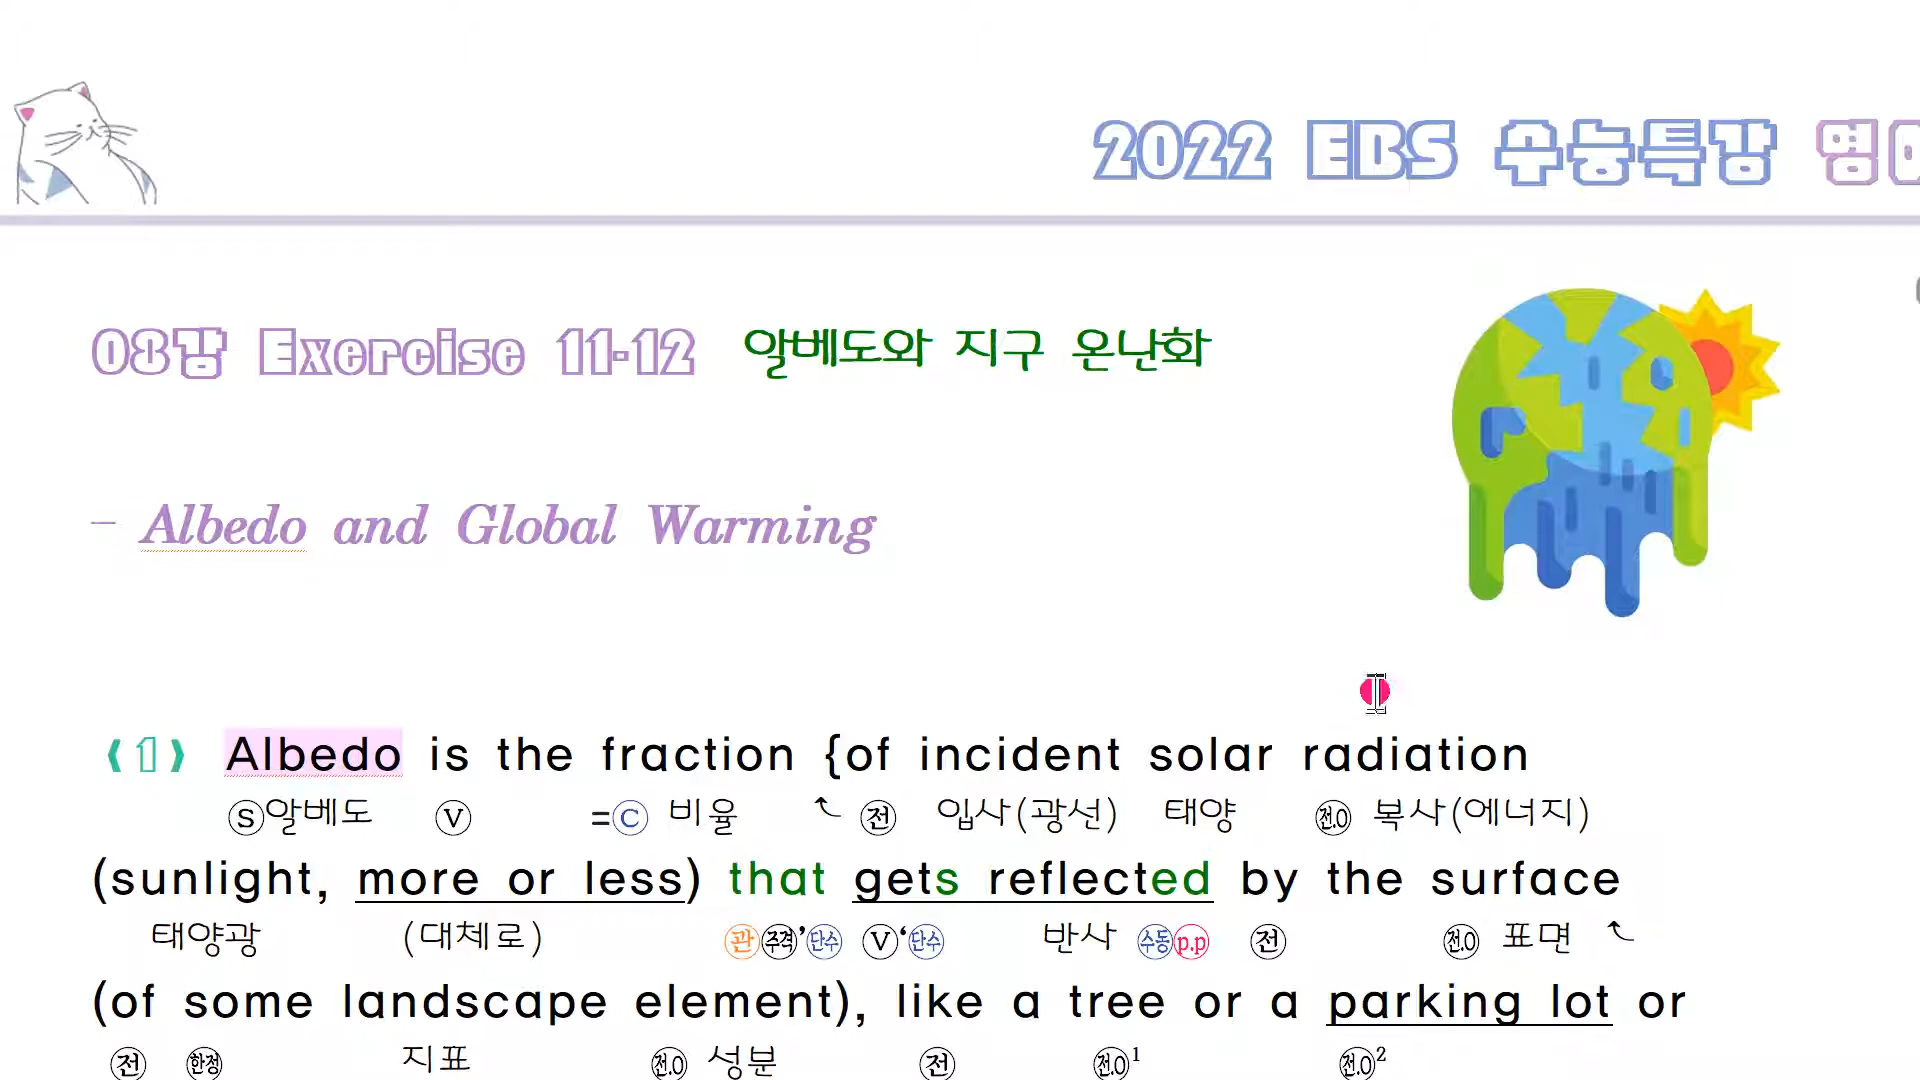 2022 EBS 수능특강 영
08강 Exercise 11-12 알베도와 지구 온난화
- Albedo and Global Warming
(1) Albedo is the fraction {of incident solar radiation
Ⓢ알베도 Ⓥ =Ⓒ 비율 전 입사(광선) 태양 전.O 복사(에너지)
(sunlight, more or less) that gets reflected by the surface
태양광 (대체로) 관 주격’단수 Ⓥ‘단수 반사 수동 p.p 전 전.O 표면
(of some landscape element), like a tree or a parking lot or
전 한정 지표 전.O 성분 전 전.O¹ 전.O²